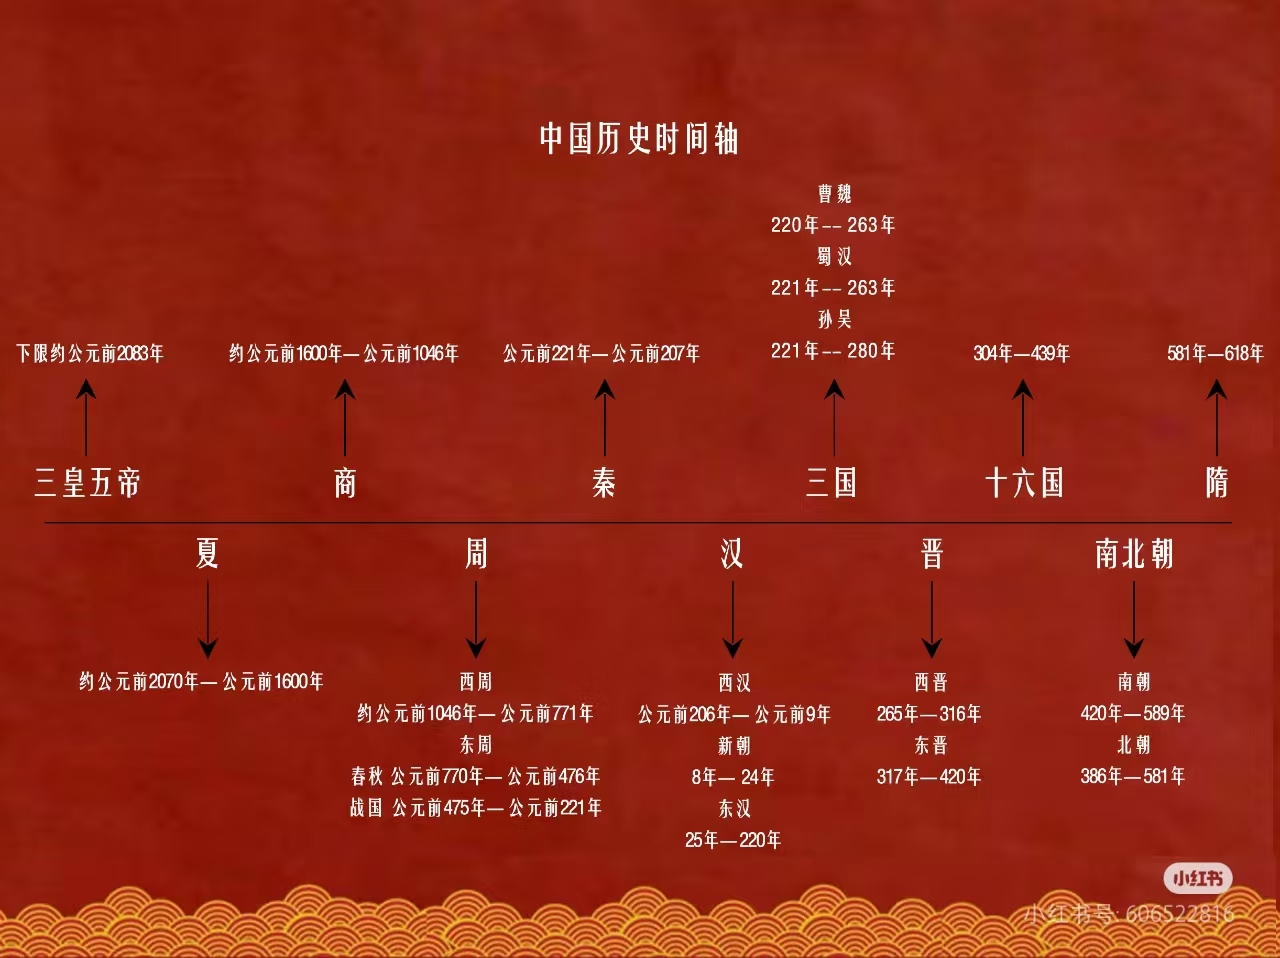 中国历史时间轴
曹魏
220年-- 263年
蜀汉
221年-- 263年
孙吴
221年-- 280年
下限约公元前2083年
约公元前1600年—公元前1046年
公元前221年—公元前207年
304年—439年
581年—618年
三皇五帝
商
秦
三国
十六国
隋
夏
周
汉
晋
南北朝
约公元前2070年—公元前1600年
西周
约公元前1046年—公元前771年
东周
春秋 公元前770年—公元前476年
战国 公元前475年—公元前221年
西汉
公元前206年—公元前9年
新朝
8年—24年
东汉
25年—220年
西晋
265年—316年
东晋
317年—420年
南朝
420年—589年
北朝
386年—581年
小红书
小红书号: 606522816